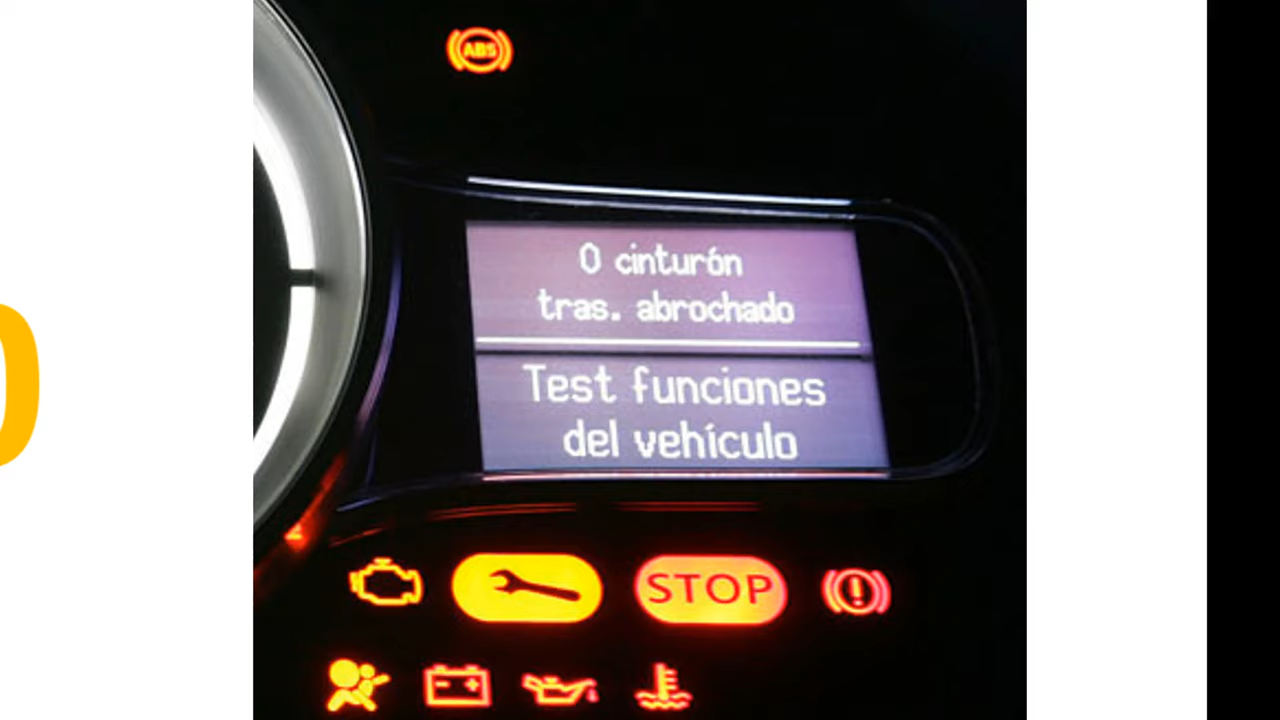 ABS
0 cinturón
tras. abrochado
Test funciones
del vehículo
STOP